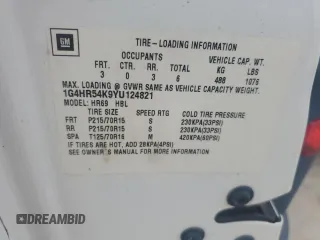 GM
TIRE-LOADING INFORMATION
OCCUPANTS VEHICLE CAP. WT.
FRT CTR RR TOTAL KG LBS
3 0 3 6 488 1075
MAX. LOADING @ GVWR SAME AS VEHICLE CAPACITY WEIGHT.
1G4HR54K9YU124821
MODEL: HR69 HBL
TIRE SIZE SPEED RTG COLD TIRE PRESSURE
FRT P215/70R15 S 230KPA(33PSI)
RR P215/70R15 S 230KPA(33PSI)
SPA T125/70R16 M 420KPA(60PSI)
IF TIRES ARE HOT, ADD 28KPA(4PSI)
SEE OWNER'S MANUAL FOR MORE INFORMATION
DREAMBID